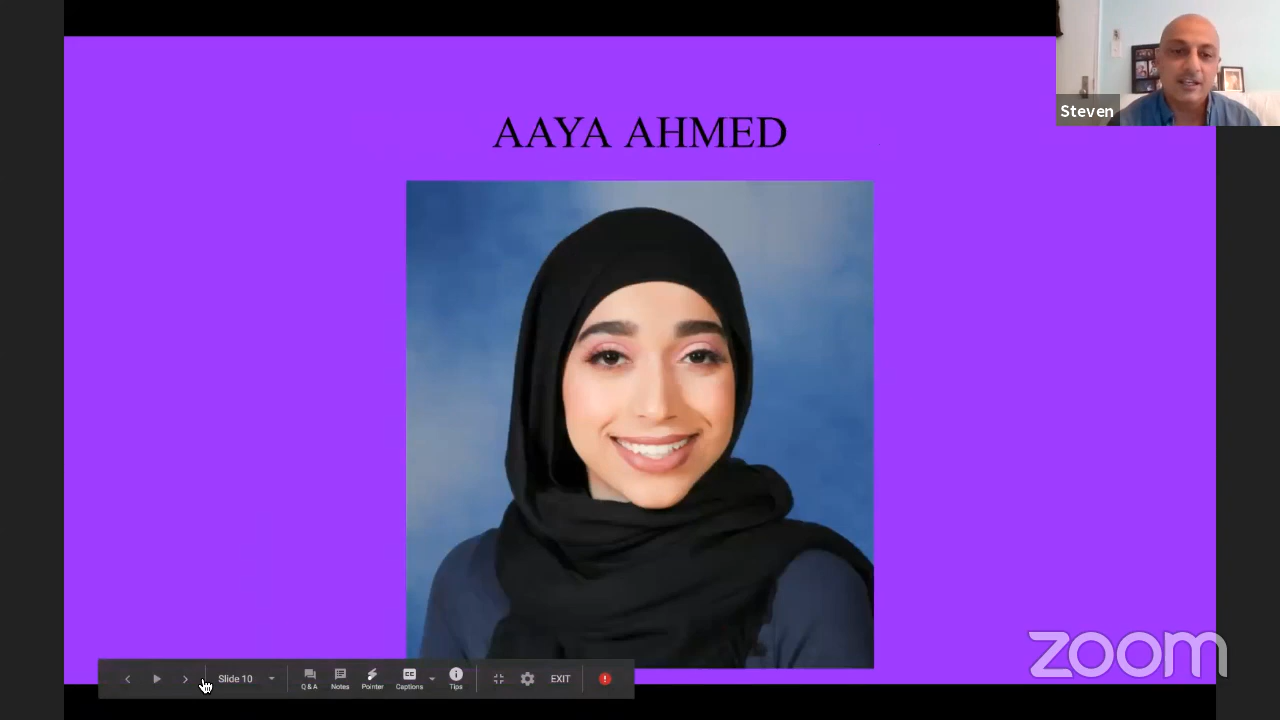 AAYA AHMED
Steven
Slide 10
Q & A
Notes
Pointer
Captions
Tips
EXIT
zoom